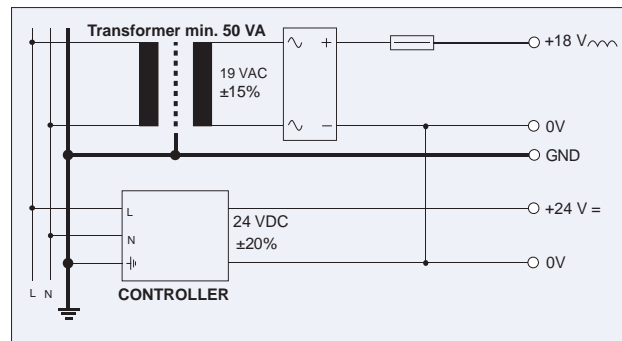 Transformer min. 50 VA
19 VAC
±15%
+
−
+18 V
0V
GND
L
N
24 VDC
±20%
+24 V =
0V
CONTROLLER
L N